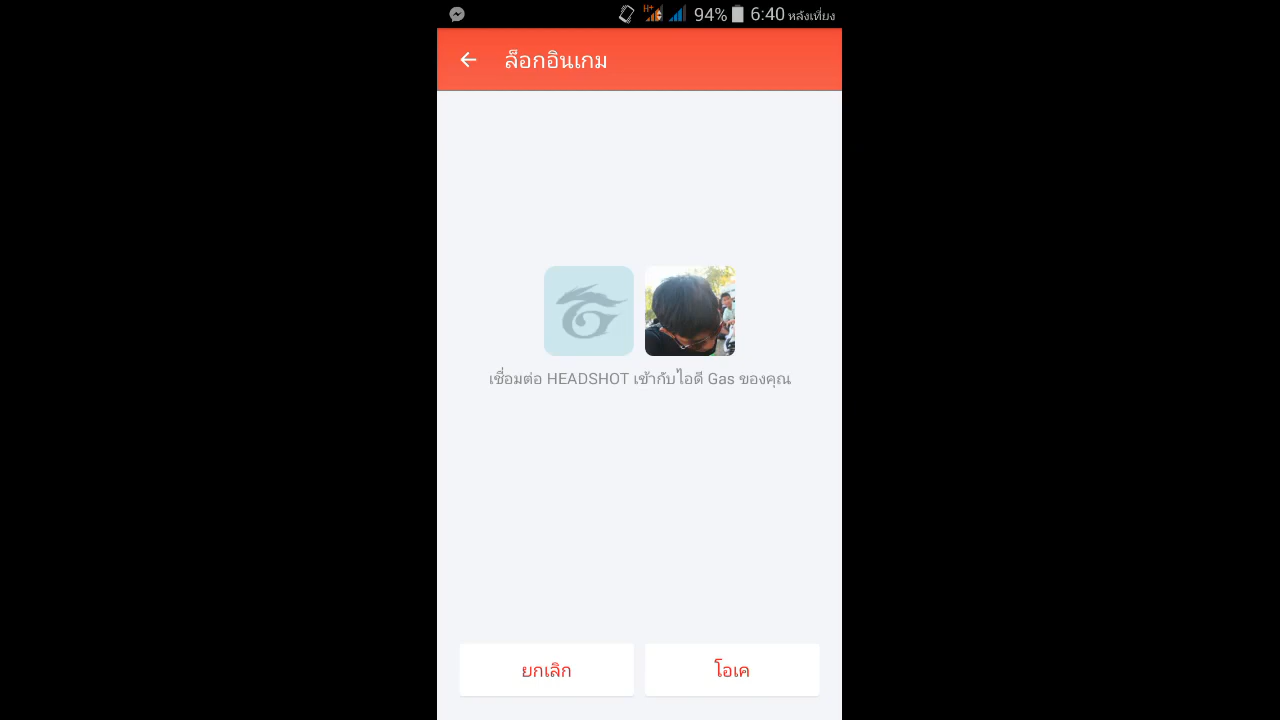 H+ 94% 6:40 หลังเที่ยง
ล็อกอินเกม
เชื่อมต่อ HEADSHOT เข้ากับไอดี Gas ของคุณ
ยกเลิก
โอเค